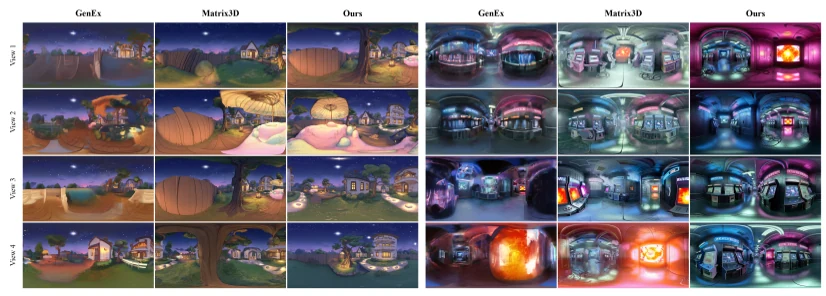 GenEx Matrix3D Ours GenEx Matrix3D Ours
View 1
View 2
View 3
View 4